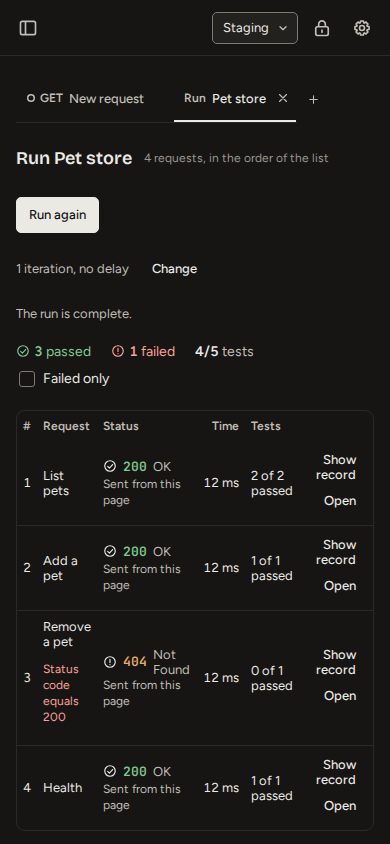 Staging
GET New request
Run Pet store
Run Pet store 4 requests, in the order of the list
Run again
1 iteration, no delay Change
The run is complete.
3 passed 1 failed 4/5 tests
Failed only
# Request Status Time Tests
1 List pets 200 OK Sent from this page 12 ms 2 of 2 passed Show record Open
2 Add a pet 200 OK Sent from this page 12 ms 1 of 1 passed Show record Open
3 Remove a pet Status code equals 200 404 Not Found Sent from this page 12 ms 0 of 1 passed Show record Open
4 Health 200 OK Sent from this page 12 ms 1 of 1 passed Show record Open